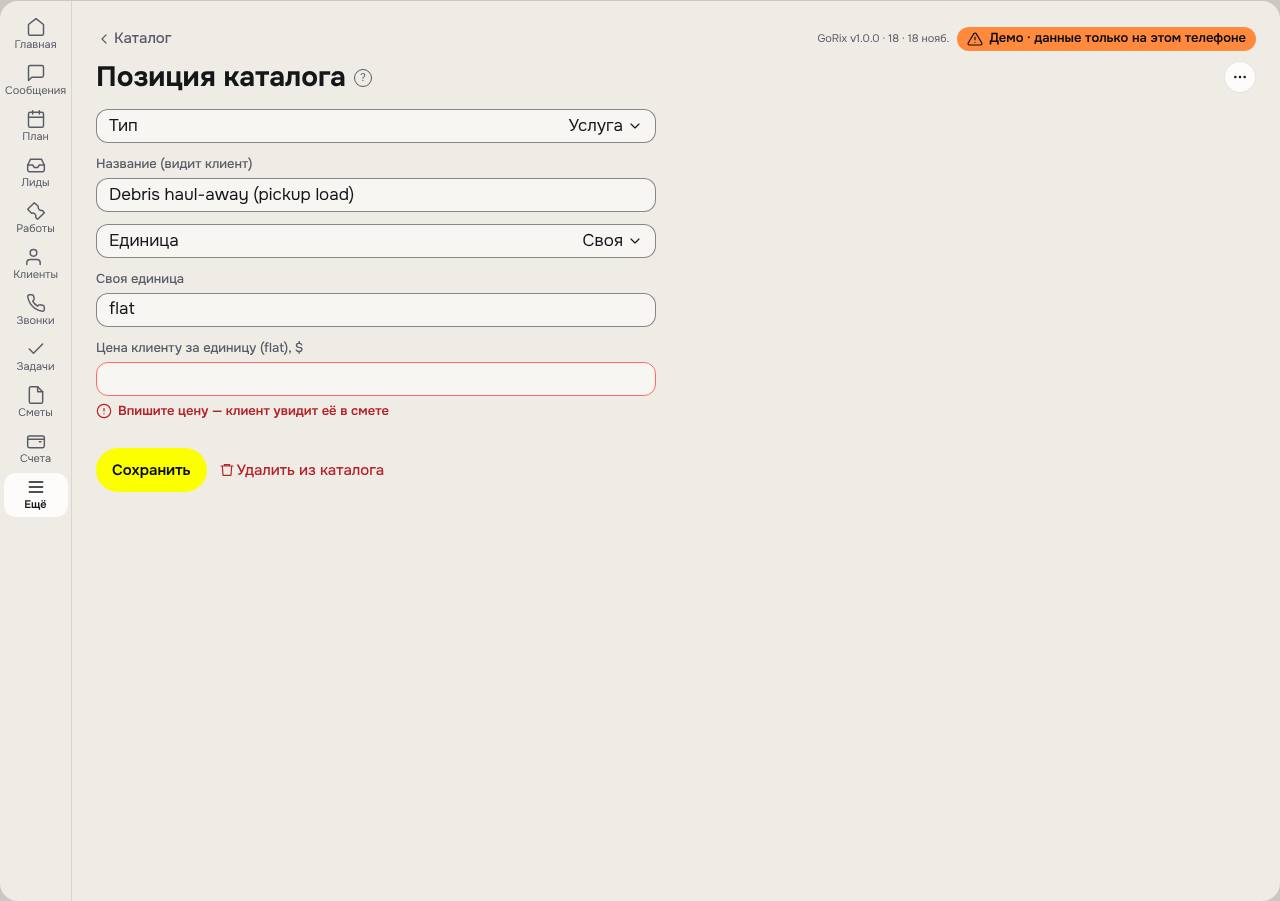 Главная
Сообщения
План
Лиды
Работы
Клиенты
Звонки
Задачи
Сметы
Счета
Ещё
Каталог
GoRix v1.0.0 · 18 · 18 нояб.
Демо · данные только на этом телефоне
Позиция каталога ?
Тип Услуга
Название (видит клиент)
Debris haul-away (pickup load)
Единица Своя
Своя единица
flat
Цена клиенту за единицу (flat), $
Впишите цену — клиент увидит её в смете
Сохранить Удалить из каталога